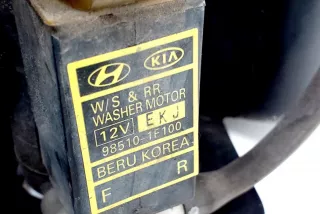 KIA
W/S & RR
WASHER MOTOR
12V EKJ
98510-1F100
BERU KOREA
F R